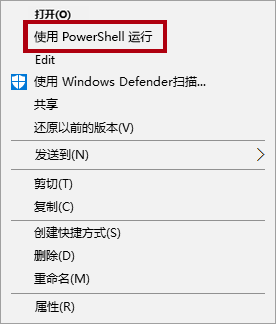 打开(O)
使用 PowerShell 运行
Edit
使用 Windows Defender扫描...
共享
还原以前的版本(V)
发送到(N)
剪切(T)
复制(C)
创建快捷方式(S)
删除(D)
重命名(M)
属性(R)